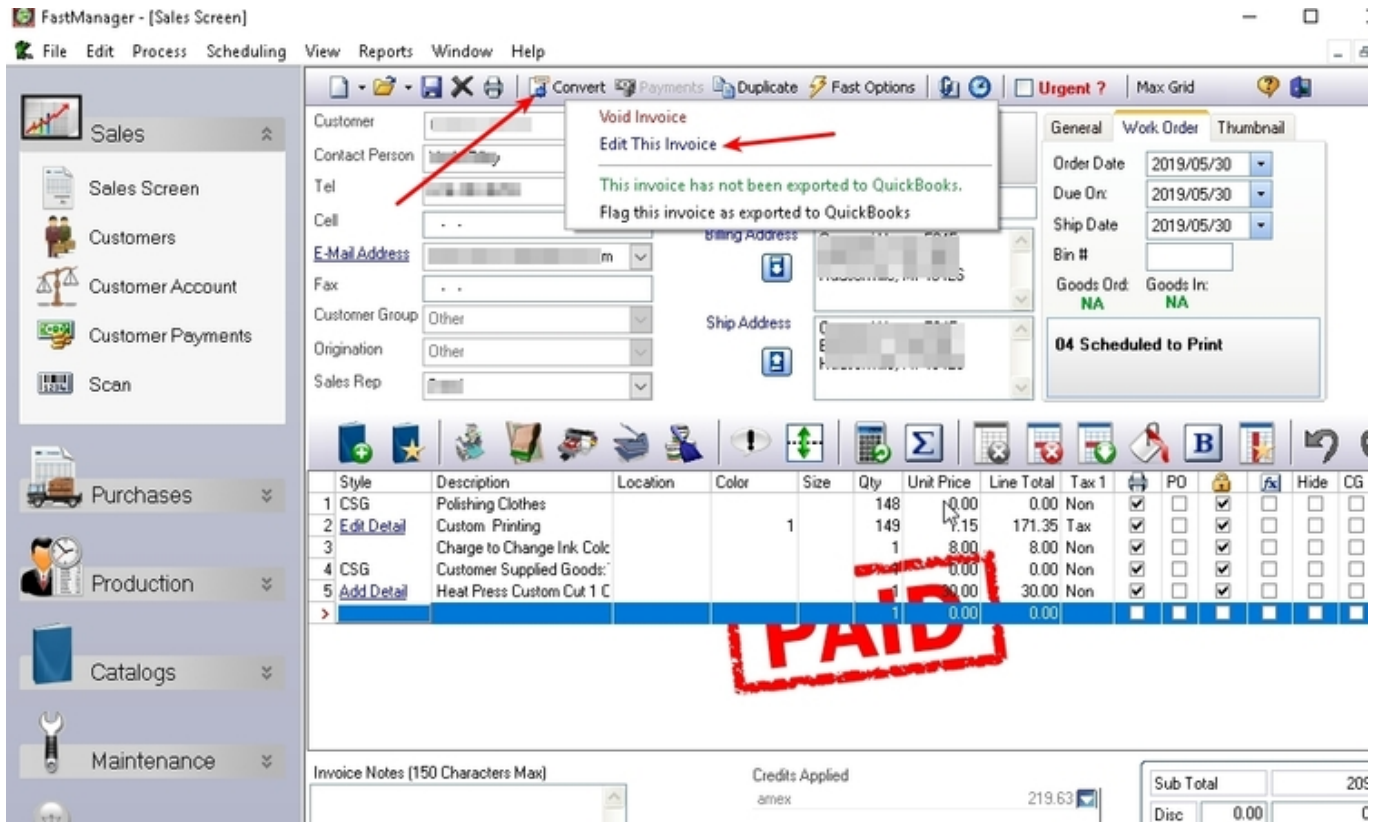 FastManager - [Sales Screen]
File Edit Process Scheduling View Reports Window Help
Convert Payments Duplicate Fast Options Urgent ? Max Grid
Sales
Sales Screen
Customers
Customer Account
Customer Payments
Scan
Purchases
Production
Catalogs
Maintenance
Void Invoice
Edit This Invoice
This invoice has not been exported to QuickBooks.
Flag this invoice as exported to QuickBooks
Customer
Contact Person
Tel
Cell
E-Mail Address m
Fax
Customer Group Other
Origination Other
Sales Rep
Billing Address
Ship Address
General Work Order Thumbnail
Order Date 2019/05/30
Due On: 2019/05/30
Ship Date 2019/05/30
Bin #
Goods Ord: Goods In:
NA NA
04 Scheduled to Print
Style Description Location Color Size Qty Unit Price Line Total Tax 1 PO fx Hide CG
1 CSG Polishing Clothes 148 0.00 0.00 Non
2 Edit Detail Custom Printing 1 149 1.15 171.35 Tax
3 Charge to Change Ink Colc 1 8.00 8.00 Non
4 CSG Customer Supplied Goods: 0.00 0.00 Non
5 Add Detail Heat Press Custom Cut 1 C 1 30.00 30.00 Non
> 1 0.00 0.00
PAID
Invoice Notes (150 Characters Max)
Credits Applied
amex 219.63
Sub Total 209
Disc 0.00